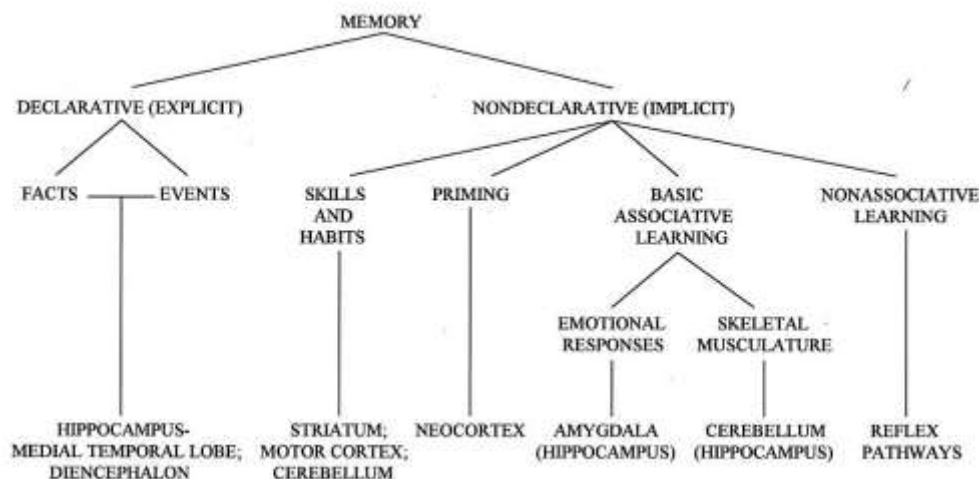 MEMORY
DECLARATIVE (EXPLICIT)
NONDECLARATIVE (IMPLICIT)
FACTS
EVENTS
SKILLS
AND
HABITS
PRIMING
BASIC
ASSOCIATIVE
LEARNING
NONASSOCIATIVE
LEARNING
EMOTIONAL
RESPONSES
SKELETAL
MUSCULATURE
HIPPOCAMPUS-
MEDIAL TEMPORAL LOBE;
DIENCEPHALON
STRIATUM;
MOTOR CORTEX;
CEREBELLUM
NEOCORTEX
AMYGDALA
(HIPPOCAMPUS)
CEREBELLUM
(HIPPOCAMPUS)
REFLEX
PATHWAYS